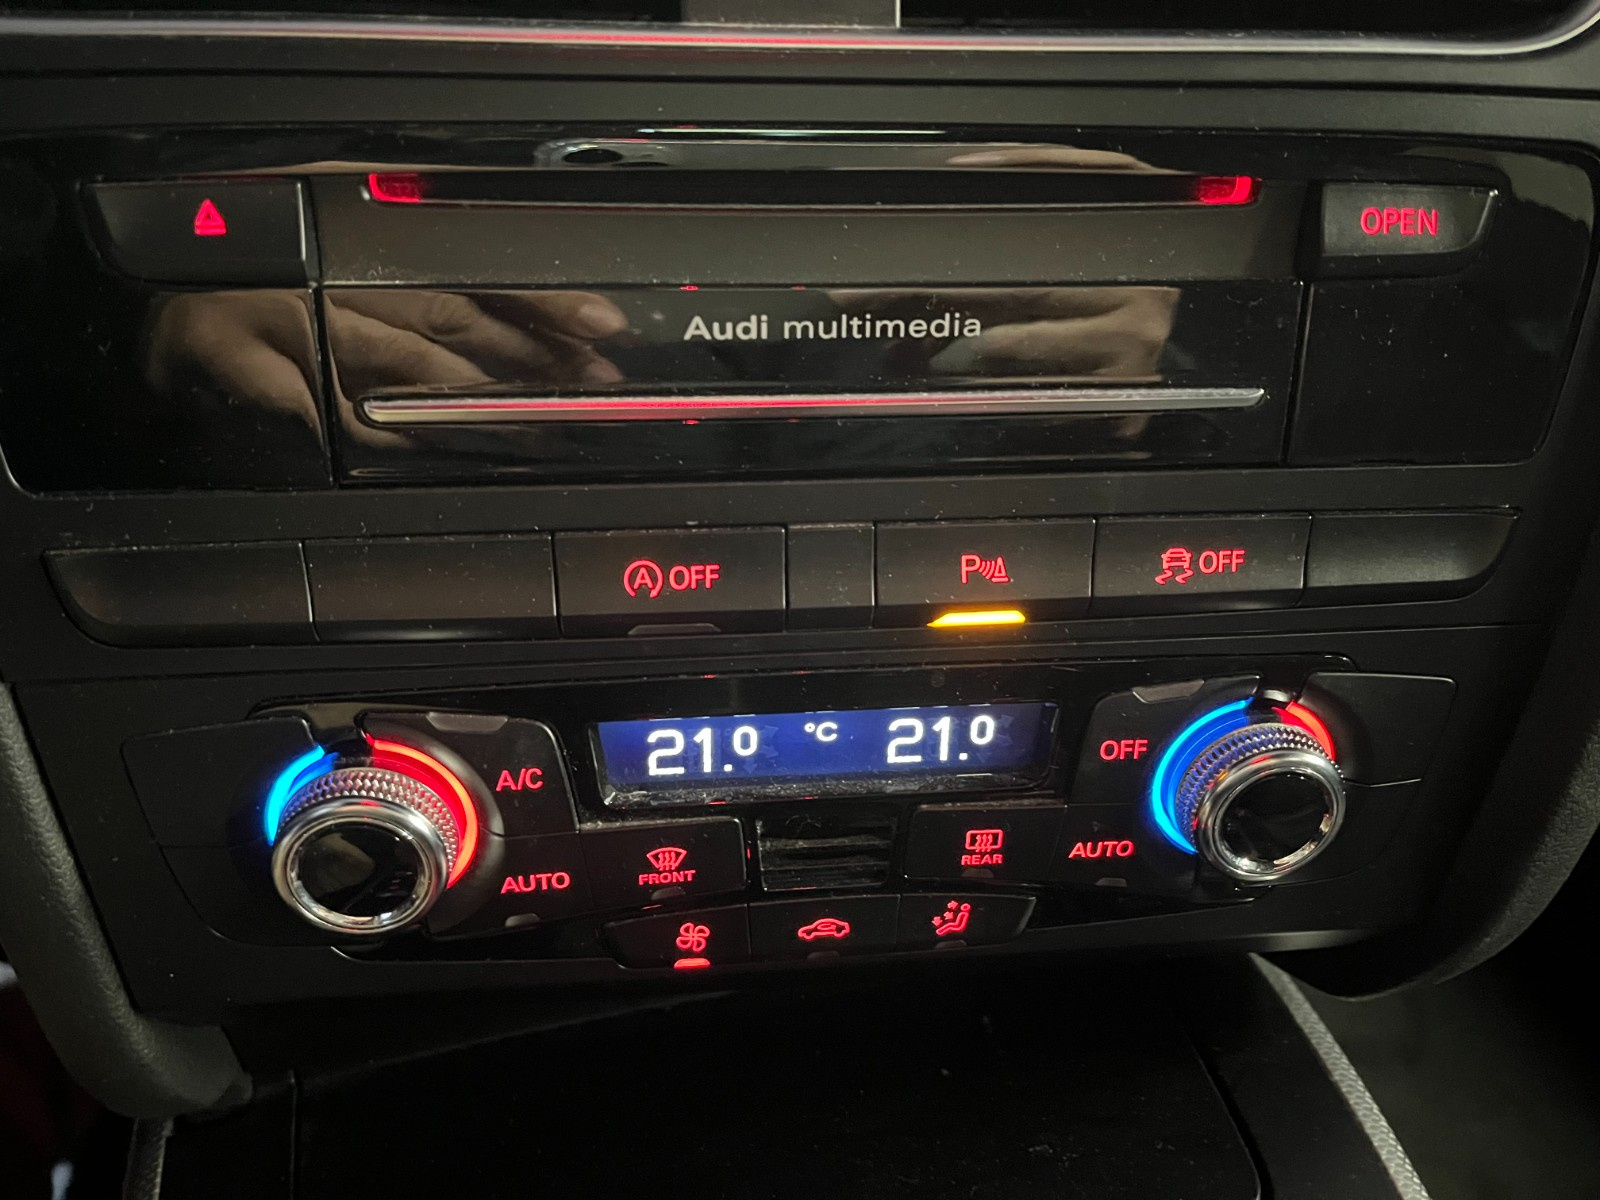 OPEN
Audi multimedia
A OFF
P
OFF
21.0 °C 21.0
A/C
OFF
AUTO
FRONT
REAR
AUTO